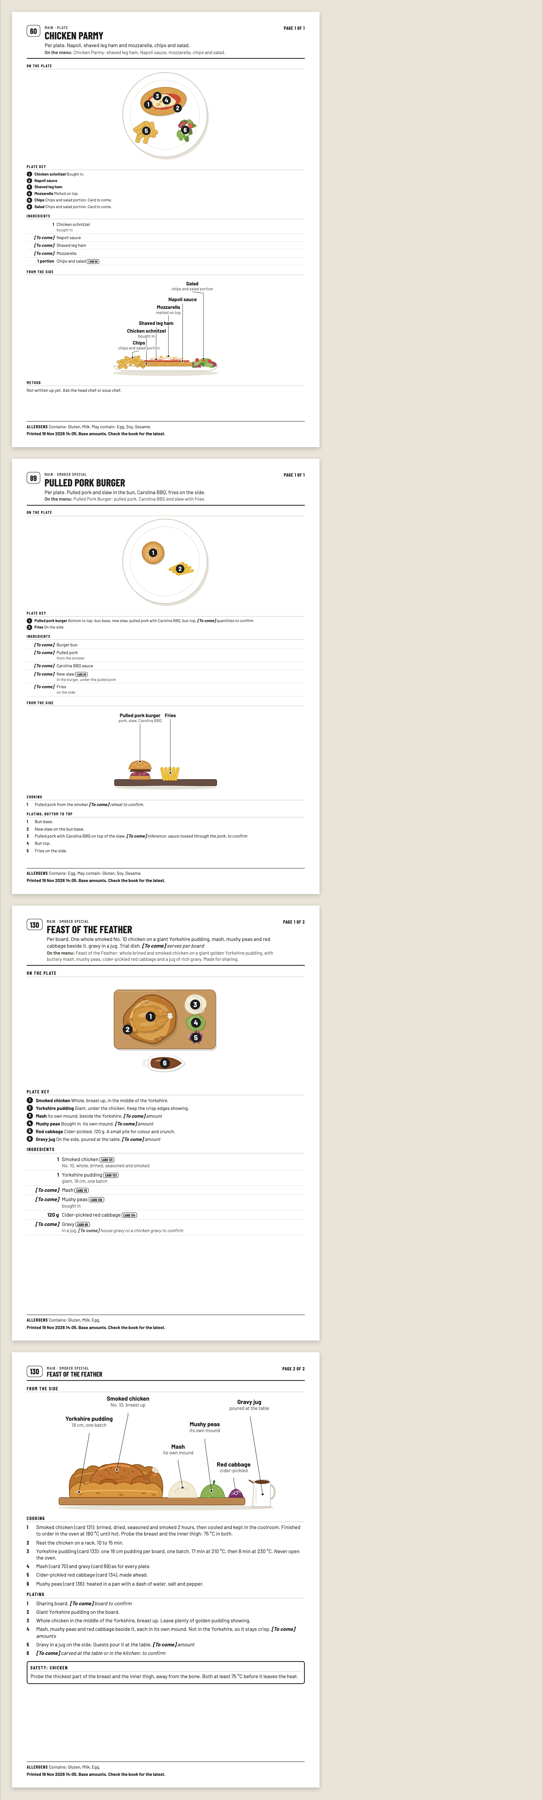 60
MAIN · PLATE
PAGE 1 OF 1
CHICKEN PARMY
Per plate. Napoli, shaved leg ham and mozzarella, chips and salad.
On the menu: Chicken Parmy: shaved leg ham, Napoli sauce, mozzarella, chips and salad.
ON THE PLATE
3
4
1
2
5
6
PLATE KEY
1 Chicken schnitzel Bought in.
2 Napoli sauce
3 Shaved leg ham
4 Mozzarella Melted on top.
5 Chips Chips and salad portion. Card to come.
6 Salad Chips and salad portion. Card to come.
INGREDIENTS
1 Chicken schnitzel
bought in
[To come] Napoli sauce
[To come] Shaved leg ham
[To come] Mozzarella
1 portion Chips and salad
FROM THE SIDE
Salad
chips and salad portion
Napoli sauce
Mozzarella
melted on top
Shaved leg ham
Chicken schnitzel
bought in
Chips
chips and salad portion
METHOD
Not written up yet. Ask the head chef or sous chef.
ALLERGENS Contains: Gluten, Milk. May contain: Egg, Soy, Sesame.
Printed 19 Nov 2026 14:05. Base amounts. Check the book for the latest.
89
MAIN · SMOKER SPECIAL
PAGE 1 OF 1
PULLED PORK BURGER
Per plate. Pulled pork and slaw in the bun, Carolina BBQ, fries on the side.
On the menu: Pulled Pork Burger: pulled pork, Carolina BBQ and slaw with fries.
ON THE PLATE
1
2
PLATE KEY
1 Pulled pork burger Bottom to top: bun base, new slaw, pulled pork with Carolina BBQ, bun top. [To come] quantities to confirm
2 Fries On the side.
INGREDIENTS
[To come] Burger bun
[To come] Pulled pork
from the smoker
[To come] Carolina BBQ sauce
[To come] New slaw
in the burger, under the pulled pork
[To come] Fries
on the side
FROM THE SIDE
Pulled pork burger
pork, slaw, Carolina BBQ
Fries
COOKING
1 Pulled pork from the smoker. [To come] reheat to confirm.
PLATING, BOTTOM TO TOP
1 Bun base.
2 New slaw on the bun base.
3 Pulled pork with Carolina BBQ on top of the slaw. [To come] inference: sauce tossed through the pork, to confirm
4 Bun top.
5 Fries on the side.
ALLERGENS Contains: Egg. May contain: Gluten, Soy, Sesame.
Printed 19 Nov 2026 14:05. Base amounts. Check the book for the latest.
130
MAIN · SMOKER SPECIAL
PAGE 1 OF 2
FEAST OF THE FEATHER
Per board. One whole smoked No. 10 chicken on a giant Yorkshire pudding, mash, mushy peas and red
cabbage beside it, gravy in a jug. Trial dish. [To come] serves per board
On the menu: Feast of the Feather: whole brined and smoked chicken on a giant golden Yorkshire pudding, with
buttery mash, mushy peas, cider-pickled red cabbage and a jug of rich gravy. Made for sharing.
ON THE PLATE
1
2
3
4
5
6
PLATE KEY
1 Smoked chicken Whole, breast up, in the middle of the Yorkshire.
2 Yorkshire pudding Giant, under the chicken. Keep the crisp edges showing.
3 Mash Its own mound, beside the Yorkshire. [To come] amount
4 Mushy peas Bought in. Its own mound. [To come] amount
5 Red cabbage Cider-pickled, 120 g. A small pile for colour and crunch.
6 Gravy jug On the side, poured at the table. [To come] amount
INGREDIENTS
1 Smoked chicken CARD 131
No. 10, whole, brined, seasoned and smoked
1 Yorkshire pudding CARD 133
giant, 18 cm, one batch
[To come] Mash CARD 70
[To come] Mushy peas CARD 136
bought in
120 g Cider-pickled red cabbage CARD 134
[To come] Gravy CARD 69
in a jug. [To come] house gravy or a chicken gravy to confirm
ALLERGENS Contains: Gluten, Milk, Egg.
Printed 19 Nov 2026 14:05. Base amounts. Check the book for the latest.
130
MAIN · SMOKER SPECIAL
PAGE 2 OF 2
FEAST OF THE FEATHER
FROM THE SIDE
Smoked chicken
No. 10, breast up
Gravy jug
poured at the table
Yorkshire pudding
18 cm, one batch
Mushy peas
its own mound
Mash
its own mound
Red cabbage
cider-pickled
COOKING
1 Smoked chicken (card 131): brined, dried, seasoned and smoked 2 hours, then cooled and kept in the coolroom. Finished
to order in the oven at 180 °C until hot. Probe the breast and the inner thigh: 75 °C in both.
2 Rest the chicken on a rack, 10 to 15 min.
3 Yorkshire pudding (card 133): one 18 cm pudding per board, one batch. 17 min at 210 °C, then 8 min at 230 °C. Never open
the oven.
4 Mash (card 70) and gravy (card 69) as for every plate.
5 Cider-pickled red cabbage (card 134), made ahead.
6 Mushy peas (card 136): heated in a pan with a dash of water, salt and pepper.
PLATING
1 Sharing board. [To come] board to confirm
2 Giant Yorkshire pudding on the board.
3 Whole chicken in the middle of the Yorkshire, breast up. Leave plenty of golden pudding showing.
4 Mash, mushy peas and red cabbage beside it, each in its own mound. Not in the Yorkshire, so it stays crisp. [To come]
amounts
5 Gravy in a jug on the side. Guests pour it at the table. [To come] amount
6 [To come] carved at the table or in the kitchen: to confirm
SAFETY: CHICKEN
Probe the thickest part of the breast and the inner thigh, away from the bone. Both at least 75 °C before it leaves the heat.
ALLERGENS Contains: Gluten, Milk, Egg.
Printed 19 Nov 2026 14:05. Base amounts. Check the book for the latest.